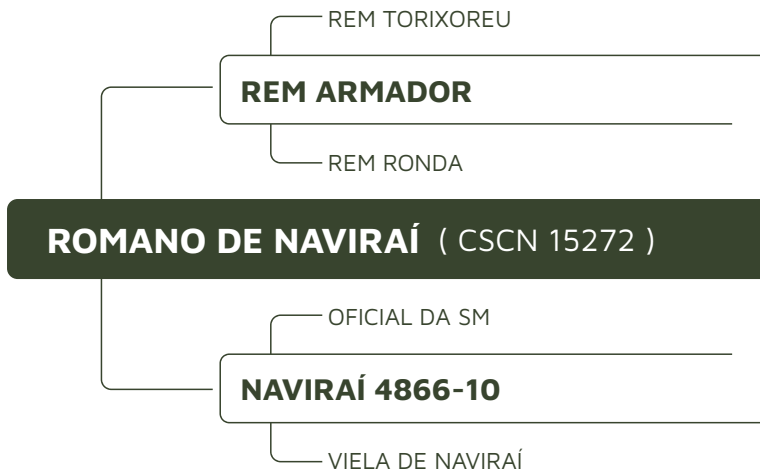 REM TORIXOREU
REM ARMADOR
REM RONDA
ROMANO DE NAVIRAÍ ( CSCN 15272 )
OFICIAL DA SM
NAVIRAÍ 4866-10
VIELA DE NAVIRAÍ